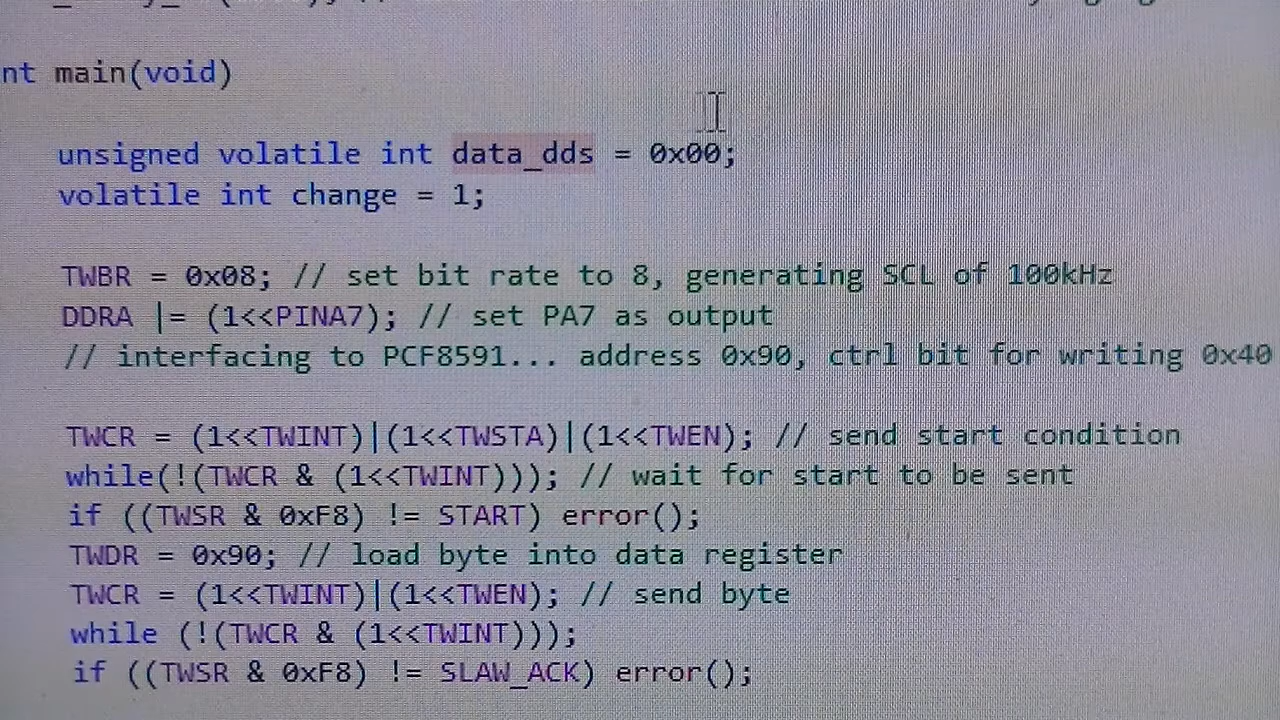 nt main(void)
unsigned volatile int data_dds = 0x00;
volatile int change = 1;
TWBR = 0x08; // set bit rate to 8, generating SCL of 100kHz
DDRA |= (1<<PINA7); // set PA7 as output
// interfacing to PCF8591... address 0x90, ctrl bit for writing 0x40
TWCR = (1<<TWINT)|(1<<TWSTA)|(1<<TWEN); // send start condition
while(!(TWCR & (1<<TWINT))); // wait for start to be sent
if ((TWSR & 0xF8) != START) error();
TWDR = 0x90; // load byte into data register
TWCR = (1<<TWINT)|(1<<TWEN); // send byte
while (!(TWCR & (1<<TWINT)));
if ((TWSR & 0xF8) != SLAW_ACK) error();